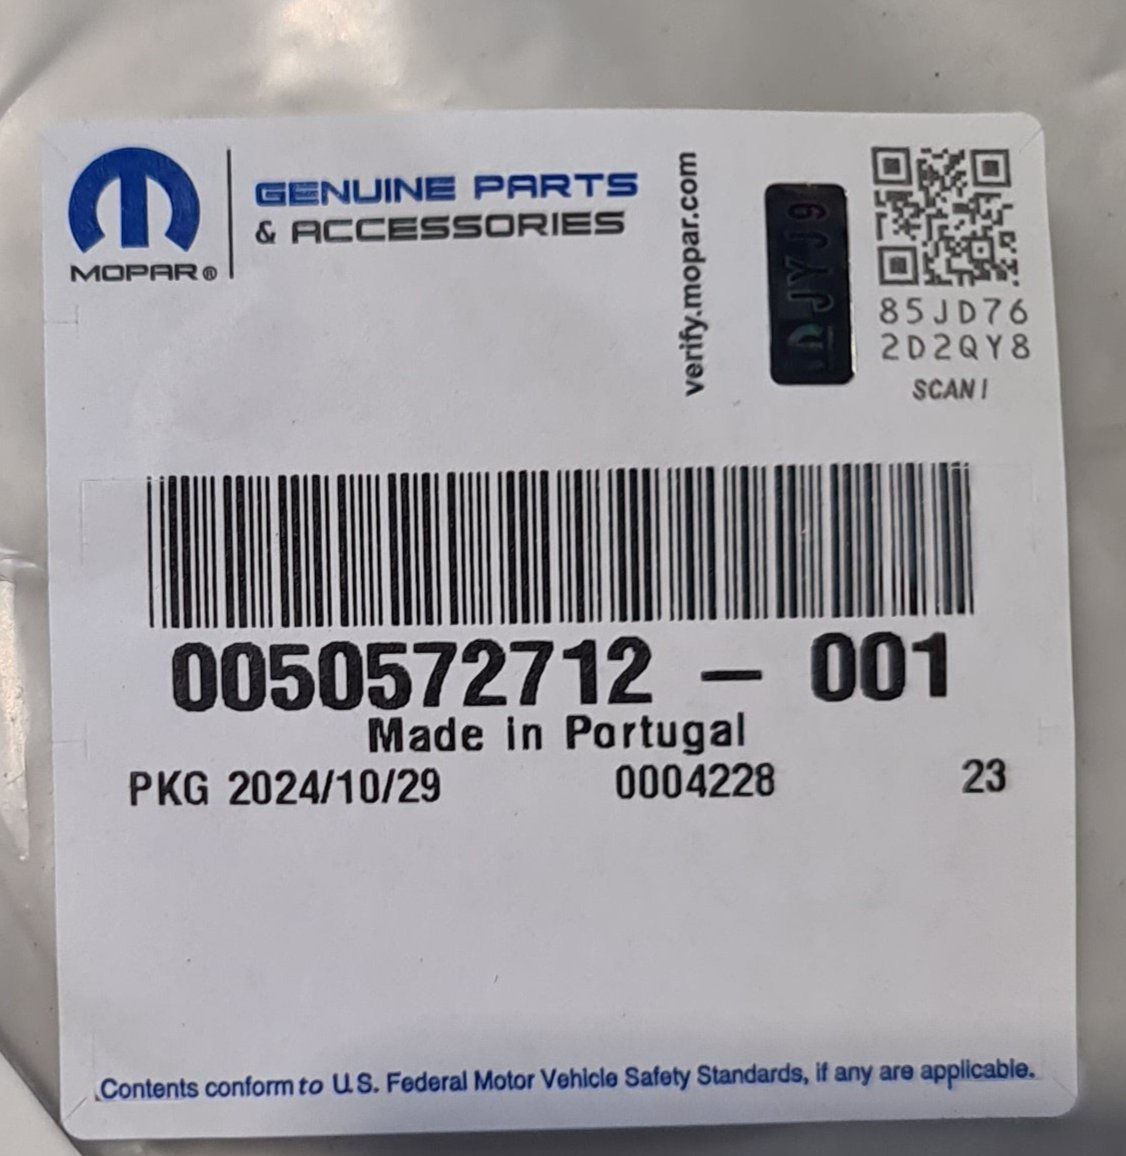 MOPAR®
GENUINE PARTS
& ACCESSORIES
verify.mopar.com
JYJ9
85JD76
2D2QY8
SCAN!
0050572712 - 001
Made in Portugal
PKG 2024/10/29 0004228 23
Contents conform to U.S. Federal Motor Vehicle Safety Standards, if any are applicable.